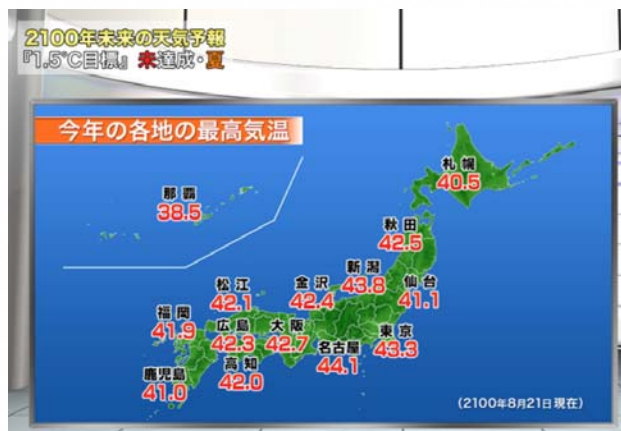 2100年未来の天気予報
『1.5℃目標』 未達成・夏
今年の各地の最高気温
札幌
40.5
那覇
38.5
秋田
42.5
新潟
43.8
仙台
41.1
金沢
42.4
松江
42.1
福岡
41.9
広島
42.3
大阪
42.7
東京
43.3
名古屋
44.1
高知
42.0
鹿児島
41.0
(2100年8月21日現在)